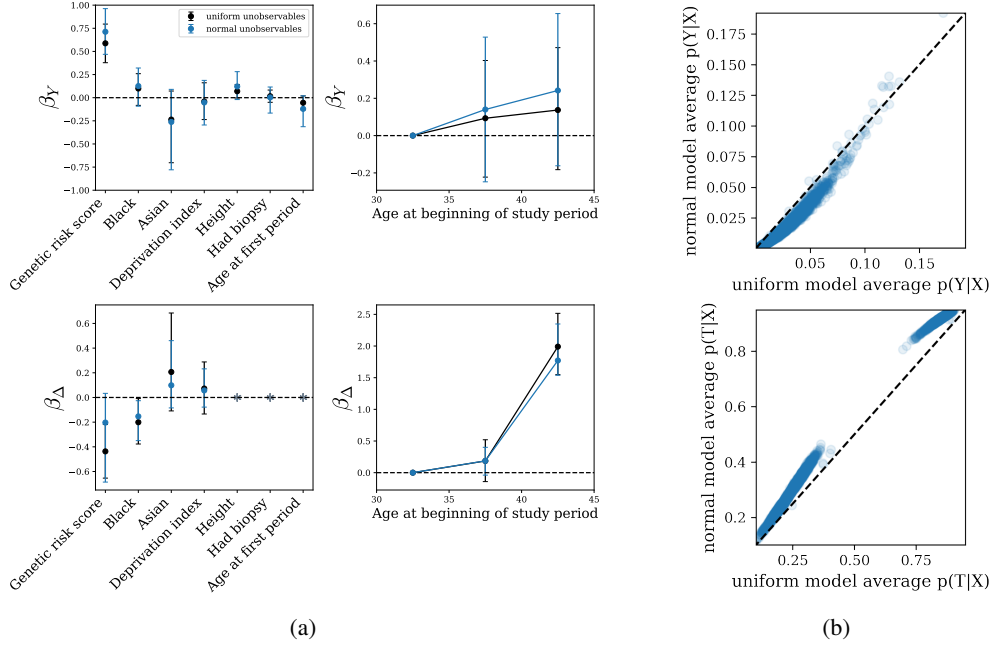 1.00
0.75
0.50
0.25
0.00
−0.25
−0.50
−0.75
−1.00
βY
uniform unobservables
normal unobservables
Genetic risk score
Black
Asian
Deprivation index
Height
Had biopsy
Age at first period
0.6
0.4
0.2
0.0
−0.2
βY
30 35 40 45
Age at beginning of study period
0.6
0.4
0.2
0.0
−0.2
−0.4
−0.6
βΔ
Genetic risk score
Black
Asian
Deprivation index
Height
Had biopsy
Age at first period
2.5
2.0
1.5
1.0
0.5
0.0
βΔ
30 35 40 45
Age at beginning of study period
(a)
normal model average p(Y|X)
0.175
0.150
0.125
0.100
0.075
0.050
0.025
0.05 0.10 0.15
uniform model average p(Y|X)
normal model average p(T|X)
0.8
0.6
0.4
0.2
0.25 0.50 0.75
uniform model average p(T|X)
(b)